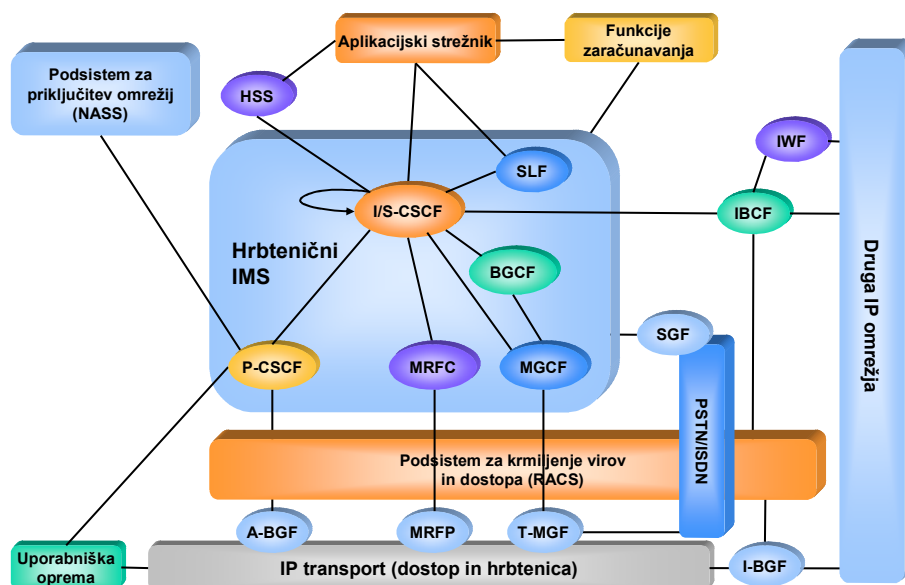 Aplikacijski strežnik
Funkcije
zaračunavanja
Podsistem za
priključitev omrežij
(NASS)
HSS
IWF
SLF
I/S-CSCF
IBCF
Hrbtenični
IMS
BGCF
Druga IP omrežja
SGF
P-CSCF
MRFC
MGCF
PSTN/ISDN
Podsistem za krmiljenje virov
in dostopa (RACS)
A-BGF
MRFP
T-MGF
Uporabniška
oprema
IP transport (dostop in hrbtenica)
I-BGF